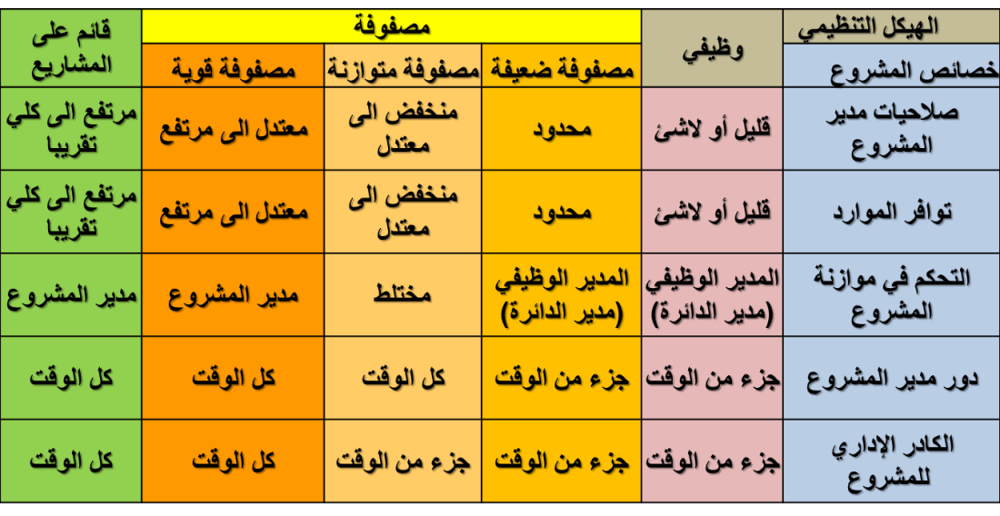 الهيكل التنظيمي
خصائص المشروع
وظيفي
مصفوفة
مصفوفة ضعيفة
مصفوفة متوازنة
مصفوفة قوية
قائم على
المشاريع
صلاحيات مدير
المشروع
قليل أو لاشئ
محدود
منخفض الى
معتدل
معتدل الى مرتفع
مرتفع الى كلي
تقريبا
توافر الموارد
قليل أو لاشئ
محدود
منخفض الى
معتدل
معتدل الى مرتفع
مرتفع الى كلي
تقريبا
التحكم في موازنة
المشروع
المدير الوظيفي
(مدير الدائرة)
المدير الوظيفي
(مدير الدائرة)
مختلط
مدير المشروع
مدير المشروع
دور مدير المشروع
جزء من الوقت
جزء من الوقت
كل الوقت
كل الوقت
كل الوقت
الكادر الإداري
للمشروع
جزء من الوقت
جزء من الوقت
جزء من الوقت
كل الوقت
كل الوقت